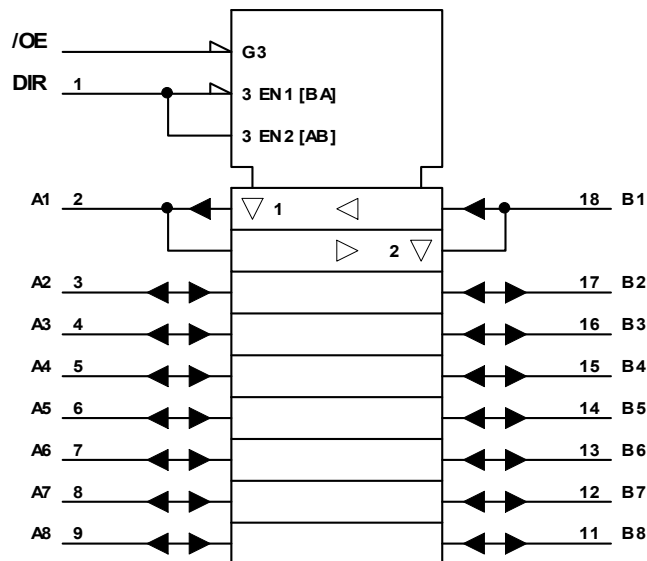 /OE G3
DIR 1 3 EN1 [BA]
3 EN2 [AB]
A1 2 1 18 B1
2
A2 3 17 B2
A3 4 16 B3
A4 5 15 B4
A5 6 14 B5
A6 7 13 B6
A7 8 12 B7
A8 9 11 B8